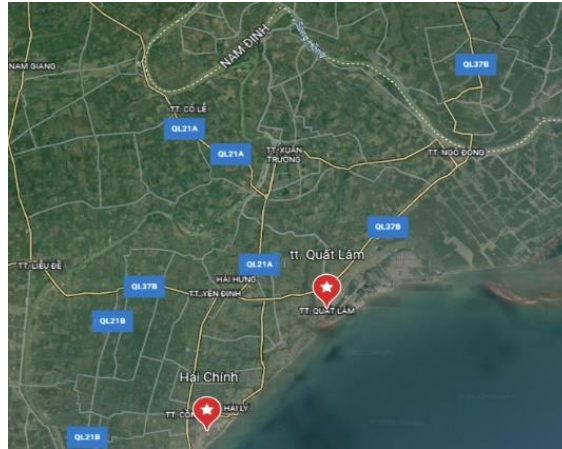 NAM ĐỊNH
QL37B
NAM GIANG
TT. CỔ LỄ
QL21A
QL21A
TT. XUÂN
TRƯỜNG
TT. NGÔ ĐỒNG
QL37B
tt. Quất Lâm
TT. LIỄU ĐỀ
HẢI HƯNG
QL21A
QL37B
TT. YÊN ĐỊNH
TT. QUẤT LÂM
QL21B
Hải Chính
TT. CỒN
HẢI LÝ
QL21B